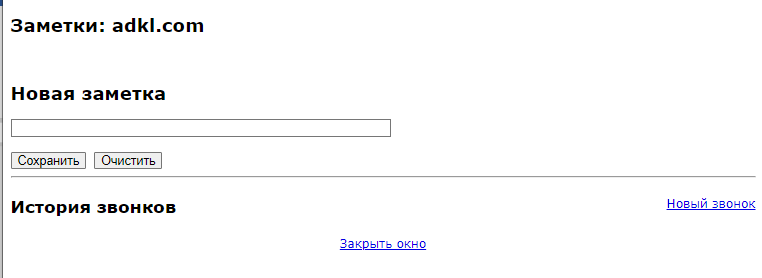 Заметки: adkl.com
Новая заметка
Сохранить Очистить
История звонков Новый звонок
Закрыть окно